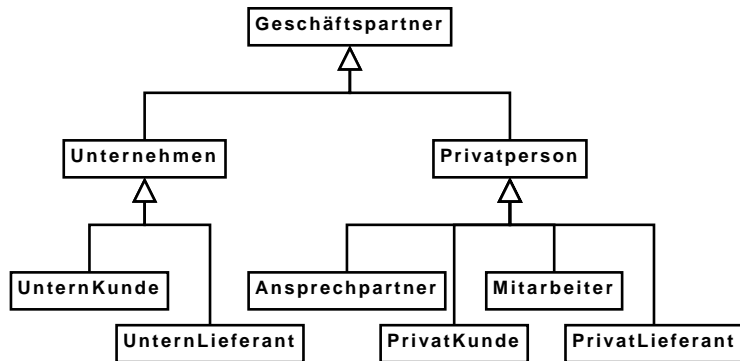 Geschäftspartner
Unternehmen
Privatperson
UnternKunde
Ansprechpartner
Mitarbeiter
UnternLieferant
PrivatKunde
PrivatLieferant